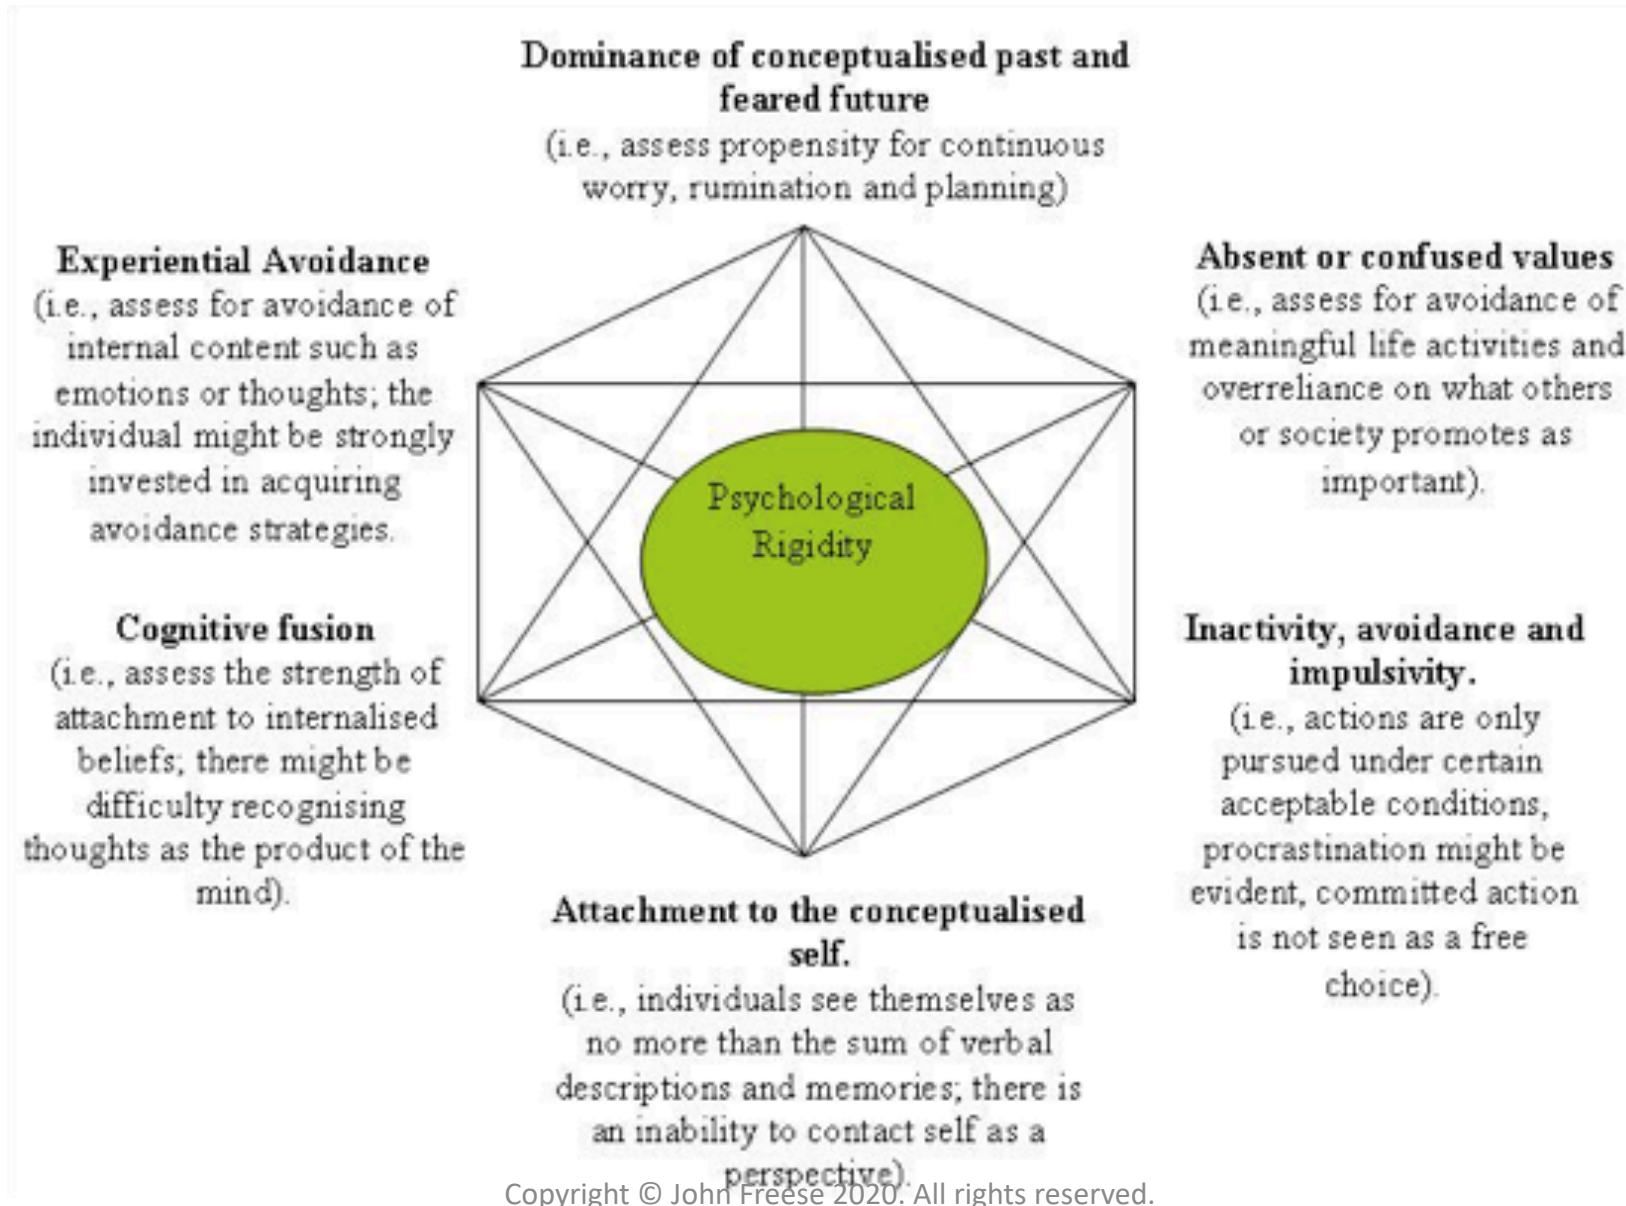 Dominance of conceptualised past and
feared future
(i.e., assess propensity for continuous
worry, rumination and planning)
Experiential Avoidance
(i.e., assess for avoidance of
internal content such as
emotions or thoughts; the
individual might be strongly
invested in acquiring
avoidance strategies.
Absent or confused values
(i.e., assess for avoidance of
meaningful life activities and
overreliance on what others
or society promotes as
important).
Psychological
Rigidity
Cognitive fusion
(i.e., assess the strength of
attachment to internalised
beliefs; there might be
difficulty recognising
thoughts as the product of the
mind).
Inactivity, avoidance and
impulsivity.
(i.e., actions are only
pursued under certain
acceptable conditions,
procrastination might be
evident, committed action
is not seen as a free
choice).
Attachment to the conceptualised
self.
(i.e., individuals see themselves as
no more than the sum of verbal
descriptions and memories; there is
an inability to contact self as a
perspective).
Copyright © John Freese 2020. All rights reserved.